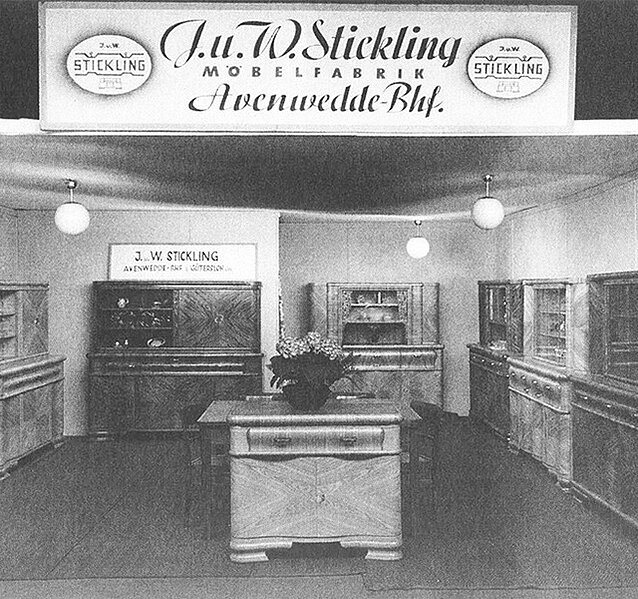 J. u. W. Stickling
MÖBELFABRIK
Avenwedde-Bhf.
J. u. W.
STICKLING
J. u. W.
STICKLING
J. u. W. STICKLING
AVENWEDDE-BHF.